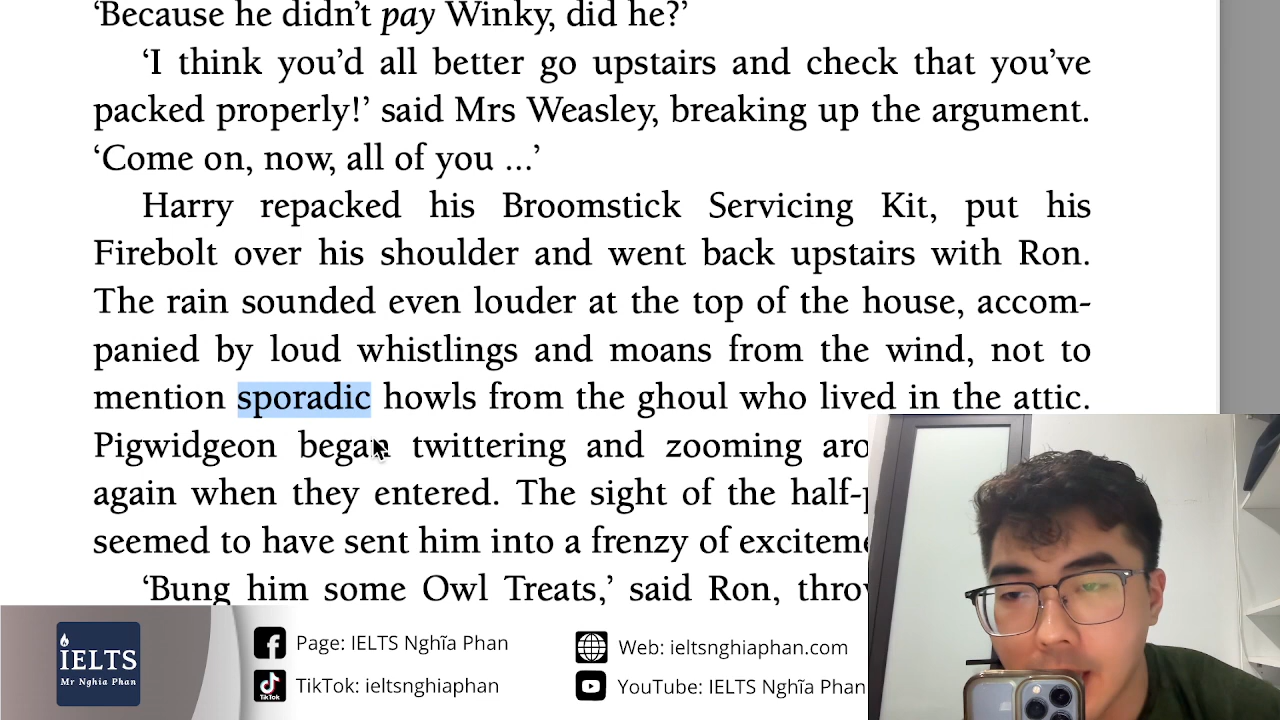 ‘Because he didn’t pay Winky, did he?’
‘I think you’d all better go upstairs and check that you’ve
packed properly!’ said Mrs Weasley, breaking up the argument.
‘Come on, now, all of you ...’
Harry repacked his Broomstick Servicing Kit, put his
Firebolt over his shoulder and went back upstairs with Ron.
The rain sounded even louder at the top of the house, accom-
panied by loud whistlings and moans from the wind, not to
mention sporadic howls from the ghoul who lived in the attic.
Pigwidgeon began twittering and zooming
again when they entered. The sight of the
seemed to have sent him into a frenzy of
‘Bung him some Owl Treats,’ said Ron,
IELTS
Mr Nghia Phan
Page: IELTS Nghĩa Phan
TikTok
TikTok: ieltsnghiaphan
Web: ieltsnghiaphan.com
YouTube: IELTS Nghĩa Phan